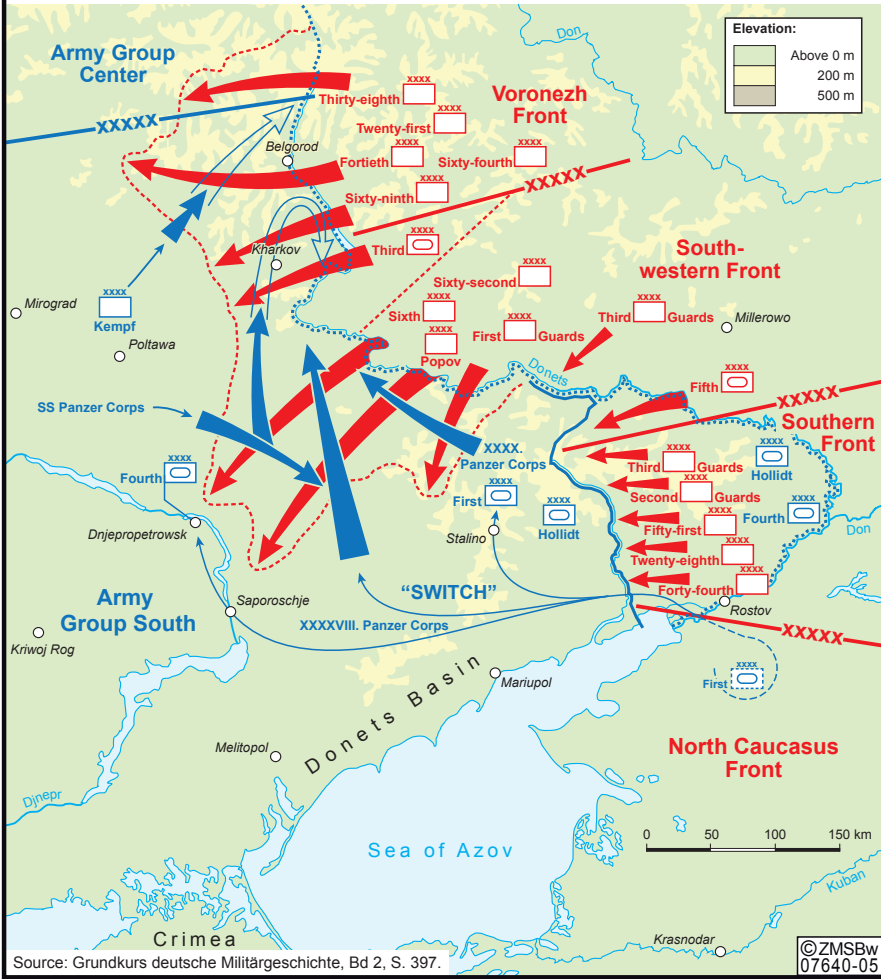 Elevation:
Above 0 m
200 m
500 m
Don
Army Group
Center
XXXXX
xxxx
Thirty-eighth
Voronezh
Front
xxxx
Twenty-first
Belgorod
xxxx
Fortieth
xxxx
Sixty-fourth
XXXXX
xxxx
Sixty-ninth
Kharkov
xxxx
Third
South-
western Front
xxxx
Sixty-second
xxxx
Kempf
Mirograd
Poltawa
xxxx
Sixth
Popov
xxxx
First Guards
xxxx
Third Guards
Millerowo
Donets
xxxx
Fifth
XXXXX
Southern
Front
SS Panzer Corps
XXXX.
Panzer Corps
xxxx
Fourth
xxxx
First
xxxx
Hollidt
xxxx
Third Guards
xxxx
Second Guards
xxxx
Hollidt
xxxx
Fourth
xxxx
Fifty-first
xxxx
Twenty-eighth
xxxx
Forty-fourth
Don
Dnjepropetrowsk
Stalino
"SWITCH"
Army
Group South
Saporoschje
XXXXVIII. Panzer Corps
Rostov
XXXXX
Kriwoj Rog
xxxx
First
Mariupol
Donets Basin
Melitopol
North Caucasus
Front
Djnepr
0 50 100 150 km
Sea of Azov
Kuban
Crimea
Krasnodar
Source: Grundkurs deutsche Militärgeschichte, Bd 2, S. 397.
©ZMSBw
07640-05